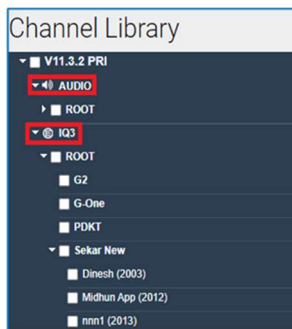 Channel Library
V11.3.2 PRI
AUDIO
ROOT
IQ3
ROOT
G2
G-One
PDKT
Sekar New
Dinesh (2003)
Midhun App (2012)
nnn1 (2013)